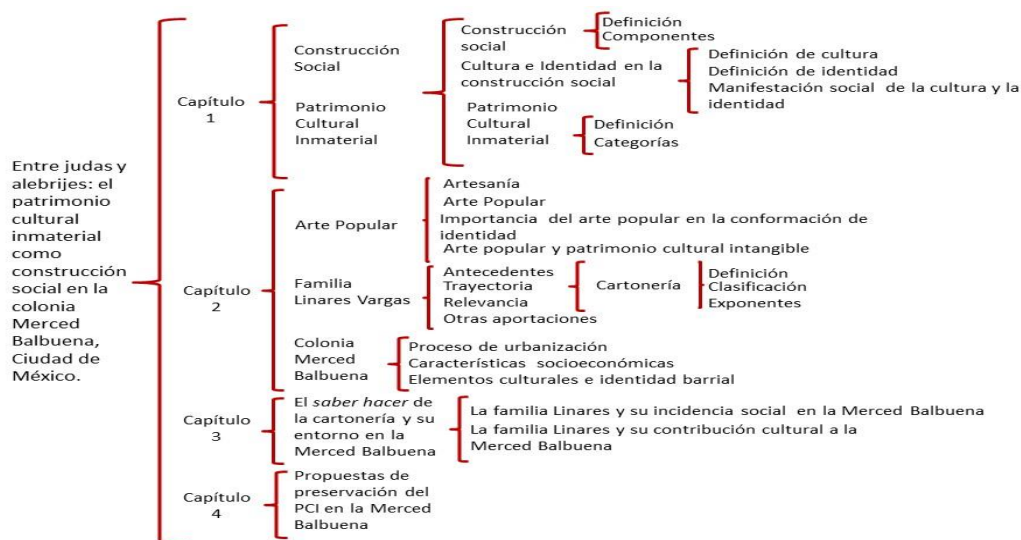 Entre judas y
alebrijes: el
patrimonio
cultural
inmaterial
como
construcción
social en la
colonia
Merced
Balbuena,
Ciudad de
México.
Capítulo
1
Construcción
Social
Patrimonio
Cultural
Inmaterial
Construcción
social
Definición
Componentes
Cultura e Identidad en la
construcción social
Definición de cultura
Definición de identidad
Manifestación social de la cultura y la
identidad
Patrimonio
Cultural
Inmaterial
Definición
Categorías
Capítulo
2
Arte Popular
Artesanía
Arte Popular
Importancia del arte popular en la conformación de
identidad
Arte popular y patrimonio cultural intangible
Familia
Linares Vargas
Antecedentes
Trayectoria
Relevancia
Otras aportaciones
Cartonería
Definición
Clasificación
Exponentes
Colonia
Merced
Balbuena
Proceso de urbanización
Características socioeconómicas
Elementos culturales e identidad barrial
Capítulo
3
El saber hacer de
la cartonería y su
entorno en la
Merced Balbuena
La familia Linares y su incidencia social en la Merced Balbuena
La familia Linares y su contribución cultural a la
Merced Balbuena
Capítulo
4
Propuestas de
preservación del
PCI en la Merced
Balbuena